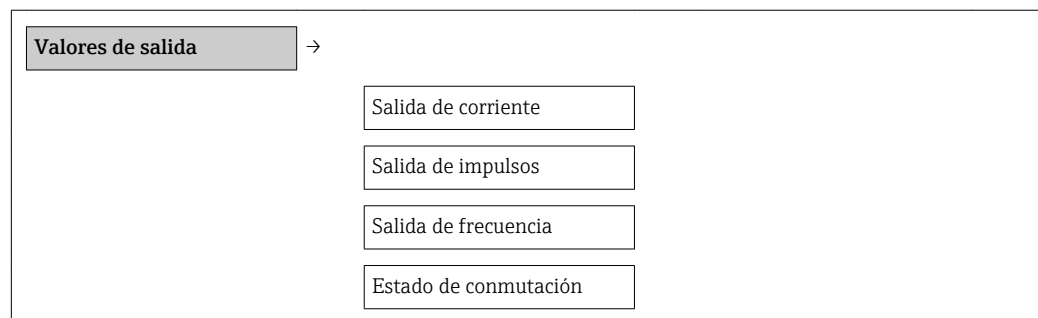 Valores de salida →
Salida de corriente
Salida de impulsos
Salida de frecuencia
Estado de conmutación